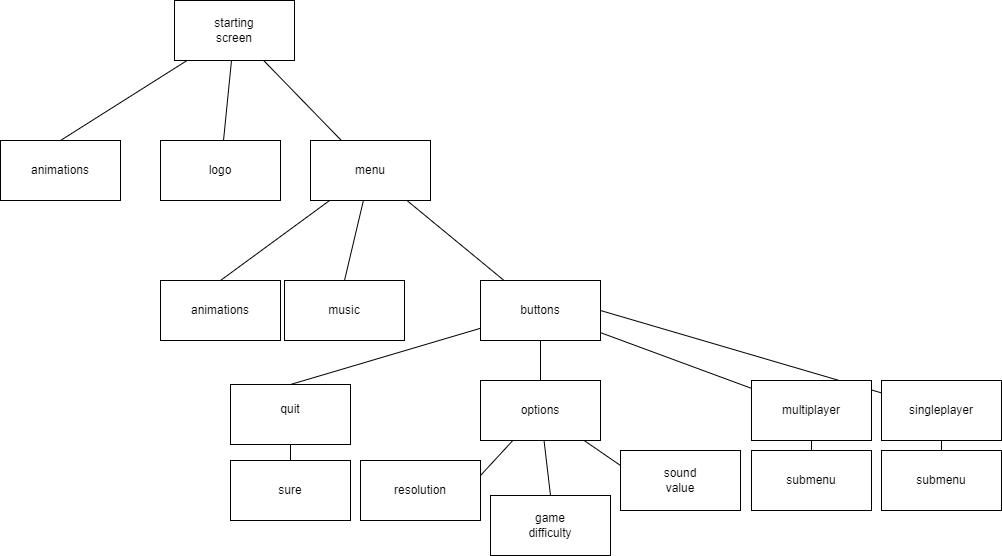 starting
screen
animations
logo
menu
animations
music
buttons
quit
options
multiplayer
singleplayer
sure
resolution
game
difficulty
sound
value
submenu
submenu